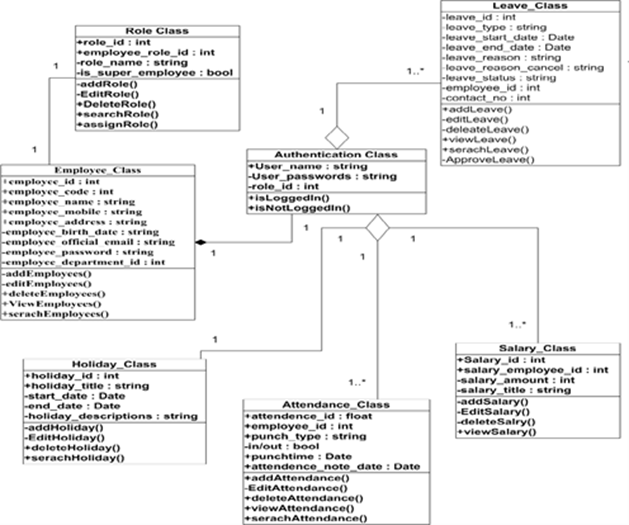 Role Class
+role_id : int
+employee_role_id : int
-role_name : string
-is_super_employee : bool
-addRole()
-EditRole()
+DeleteRole()
+searchRole()
+assignRole()
1
1
Leave_Class
-leave_id : int
-leave_type : string
-leave_start_date : Date
-leave_end_date : Date
-leave_reason : string
-leave_reason_cancel : string
-leave_status : string
-employee_id : int
-contact_no : int
+addLeave()
-editLeave()
-deleateLeave()
+viewLeave()
+serachLeave()
-ApproveLeave()
1..*
1
Authentication Class
+User_name : string
-User_passwords : string
-role_id : int
+isLoggedIn()
+isNotLoggedIn()
Employee_Class
+employee_id : int
+employee_code : int
+employee_name : string
+employee_mobile : string
+employee_address : string
-employee_birth_date : string
-employee_official_email : string
-employee_password : string
-employee_department_id : int
-addEmployees()
-editEmployees()
+deleteEmployees()
+ViewEmployees()
+serachEmployees()
1
1
1
1
1
1..*
1..*
Holiday_Class
+holiday_id : int
+holiday_title : string
-start_date : Date
-end_date : Date
-holiday_descriptions : string
+addHoliday()
-EditHoliday()
+deleteHoliday()
+serachHoliday()
Attendance_Class
+attendence_id : float
+employee_id : int
+punch_type : string
-in/out : bool
+punchtime : Date
+attendence_note_date : Date
+addAttendance()
-EditAttendance()
+deleteAttendance()
+viewAttendance()
+serachAttendance()
Salary_Class
+Salary_id : int
+salary_employee_id : int
-salary_amount : int
-salary_title : string
-addSalary()
-EditSalary()
-deleteSalry()
+viewSalary()